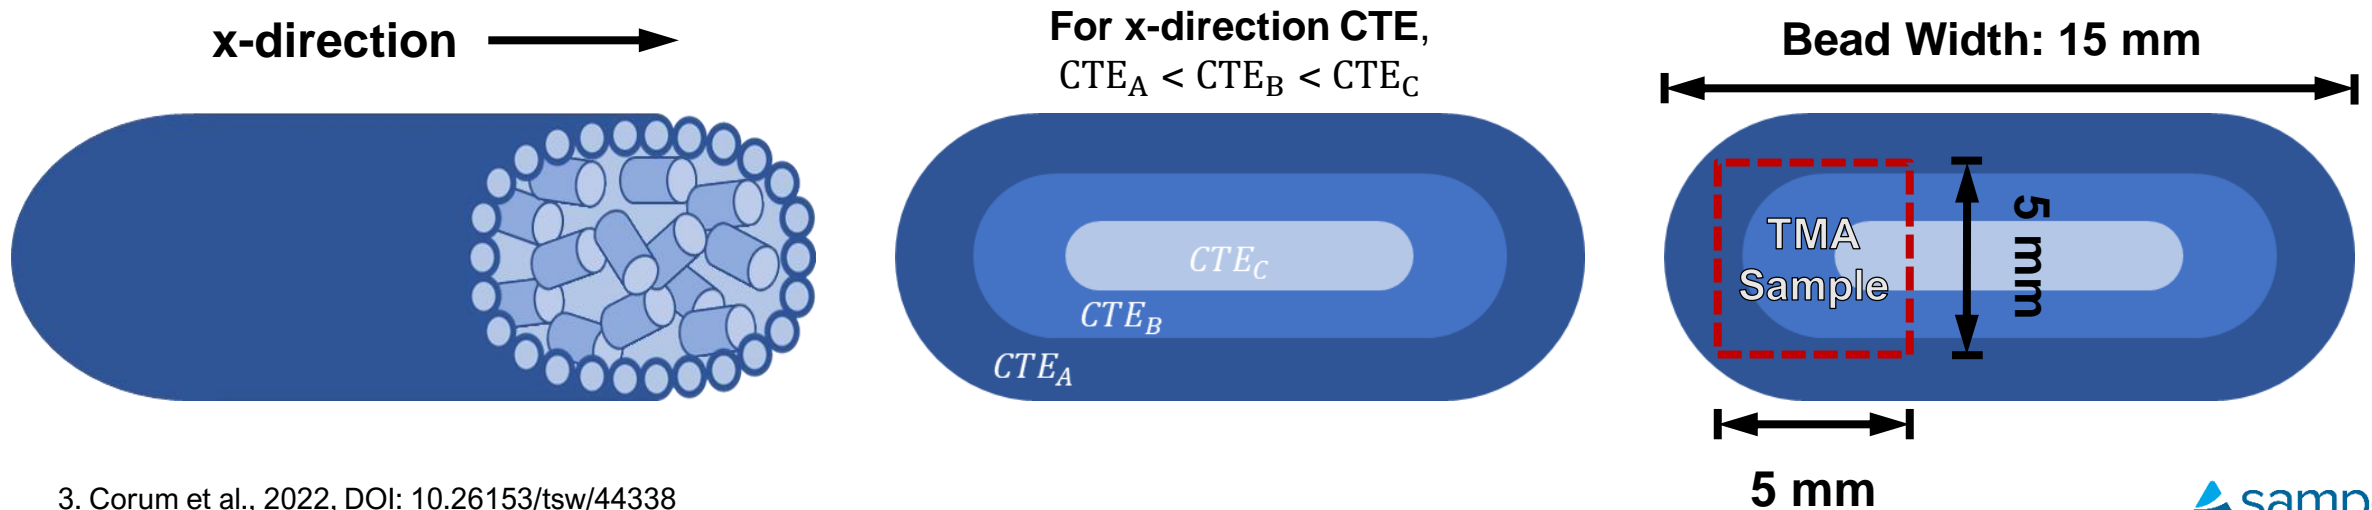 x-direction
For x-direction CTE,
CTE_A < CTE_B < CTE_C
Bead Width: 15 mm
CTE_C
CTE_B
CTE_A
TMA
Sample
5 mm
5 mm
3. Corum et al., 2022, DOI: 10.26153/tsw/44338
samp